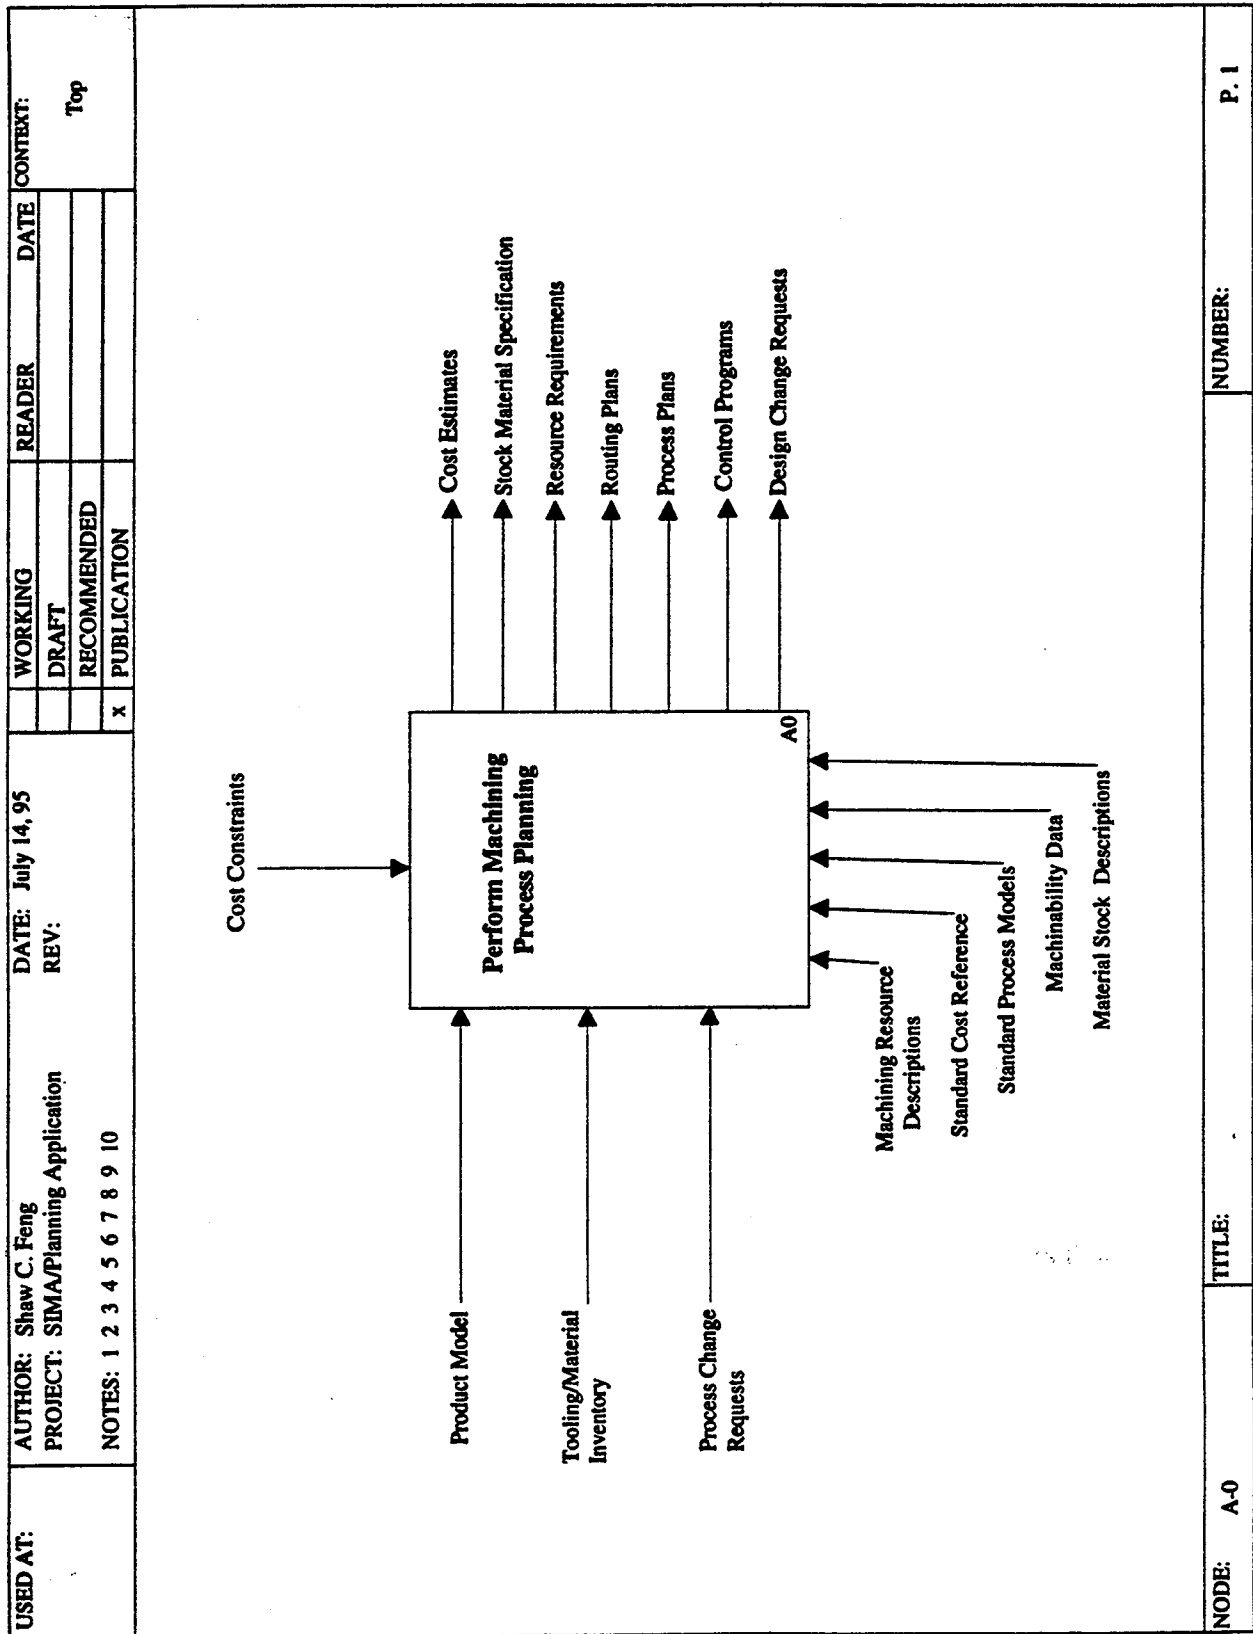 USED AT:
AUTHOR: Shaw C. Feng
PROJECT: SIMA/Planning Application
NOTES: 1 2 3 4 5 6 7 8 9 10
DATE: July 14, 95
REV:
WORKING
DRAFT
RECOMMENDED
x PUBLICATION
READER DATE
CONTEXT:
Top
Cost Constraints
Product Model
Tooling/Material
Inventory
Process Change
Requests
Perform Machining
Process Planning
A0
Cost Estimates
Stock Material Specification
Resource Requirements
Routing Plans
Process Plans
Control Programs
Design Change Requests
Machining Resource
Descriptions
Standard Cost Reference
Standard Process Models
Machinability Data
Material Stock Descriptions
NODE: A-0
TITLE:
NUMBER:
P. 1